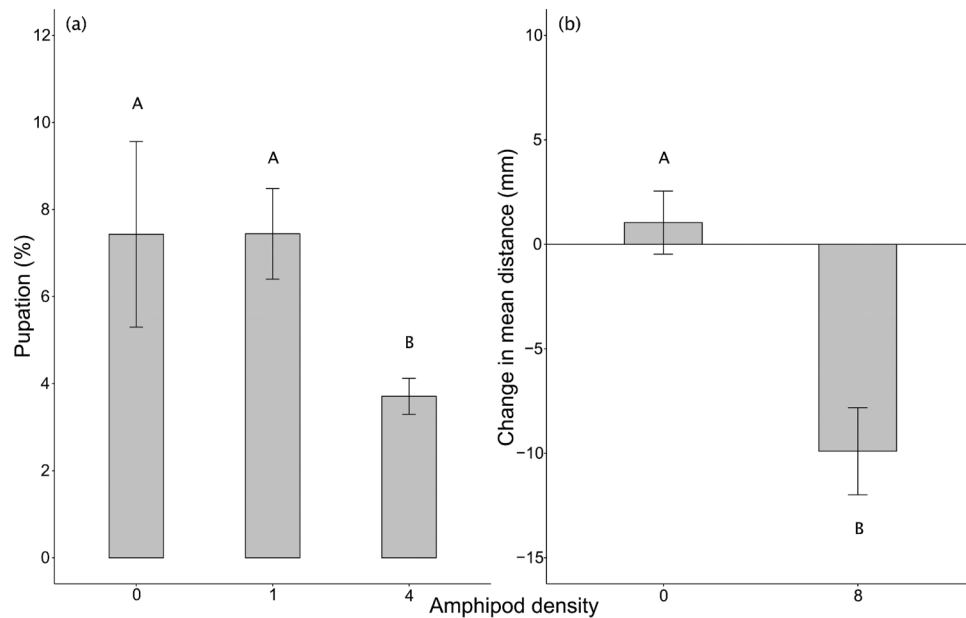 (a)
Pupation (%)
12
10
8
6
4
2
0
A
A
B
0
1
4
(b)
Change in mean distance (mm)
10
5
0
−5
−10
−15
A
B
0
8
Amphipod density